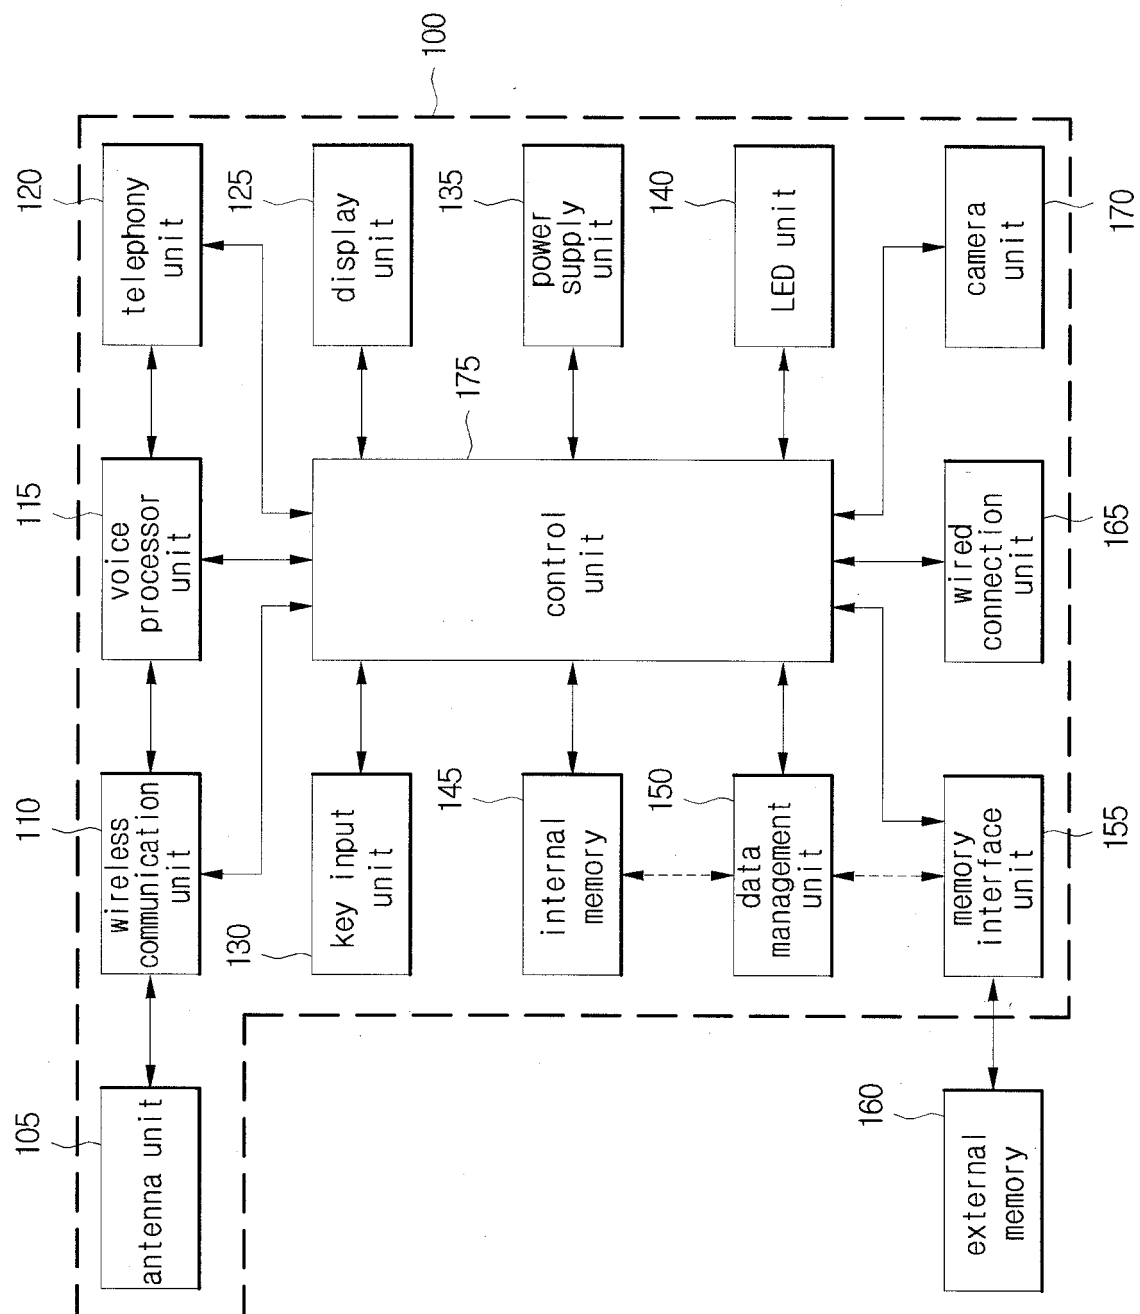 105
antenna unit
110
wireless
communication
unit
115
voice
processor
unit
120
telephony
unit
100
130
key input
unit
125
display
unit
175
control
unit
145
internal
memory
135
power
supply
unit
150
data
management
unit
140
LED unit
160
external
memory
memory
interface
unit
155
wired
connection
unit
165
camera
unit
170